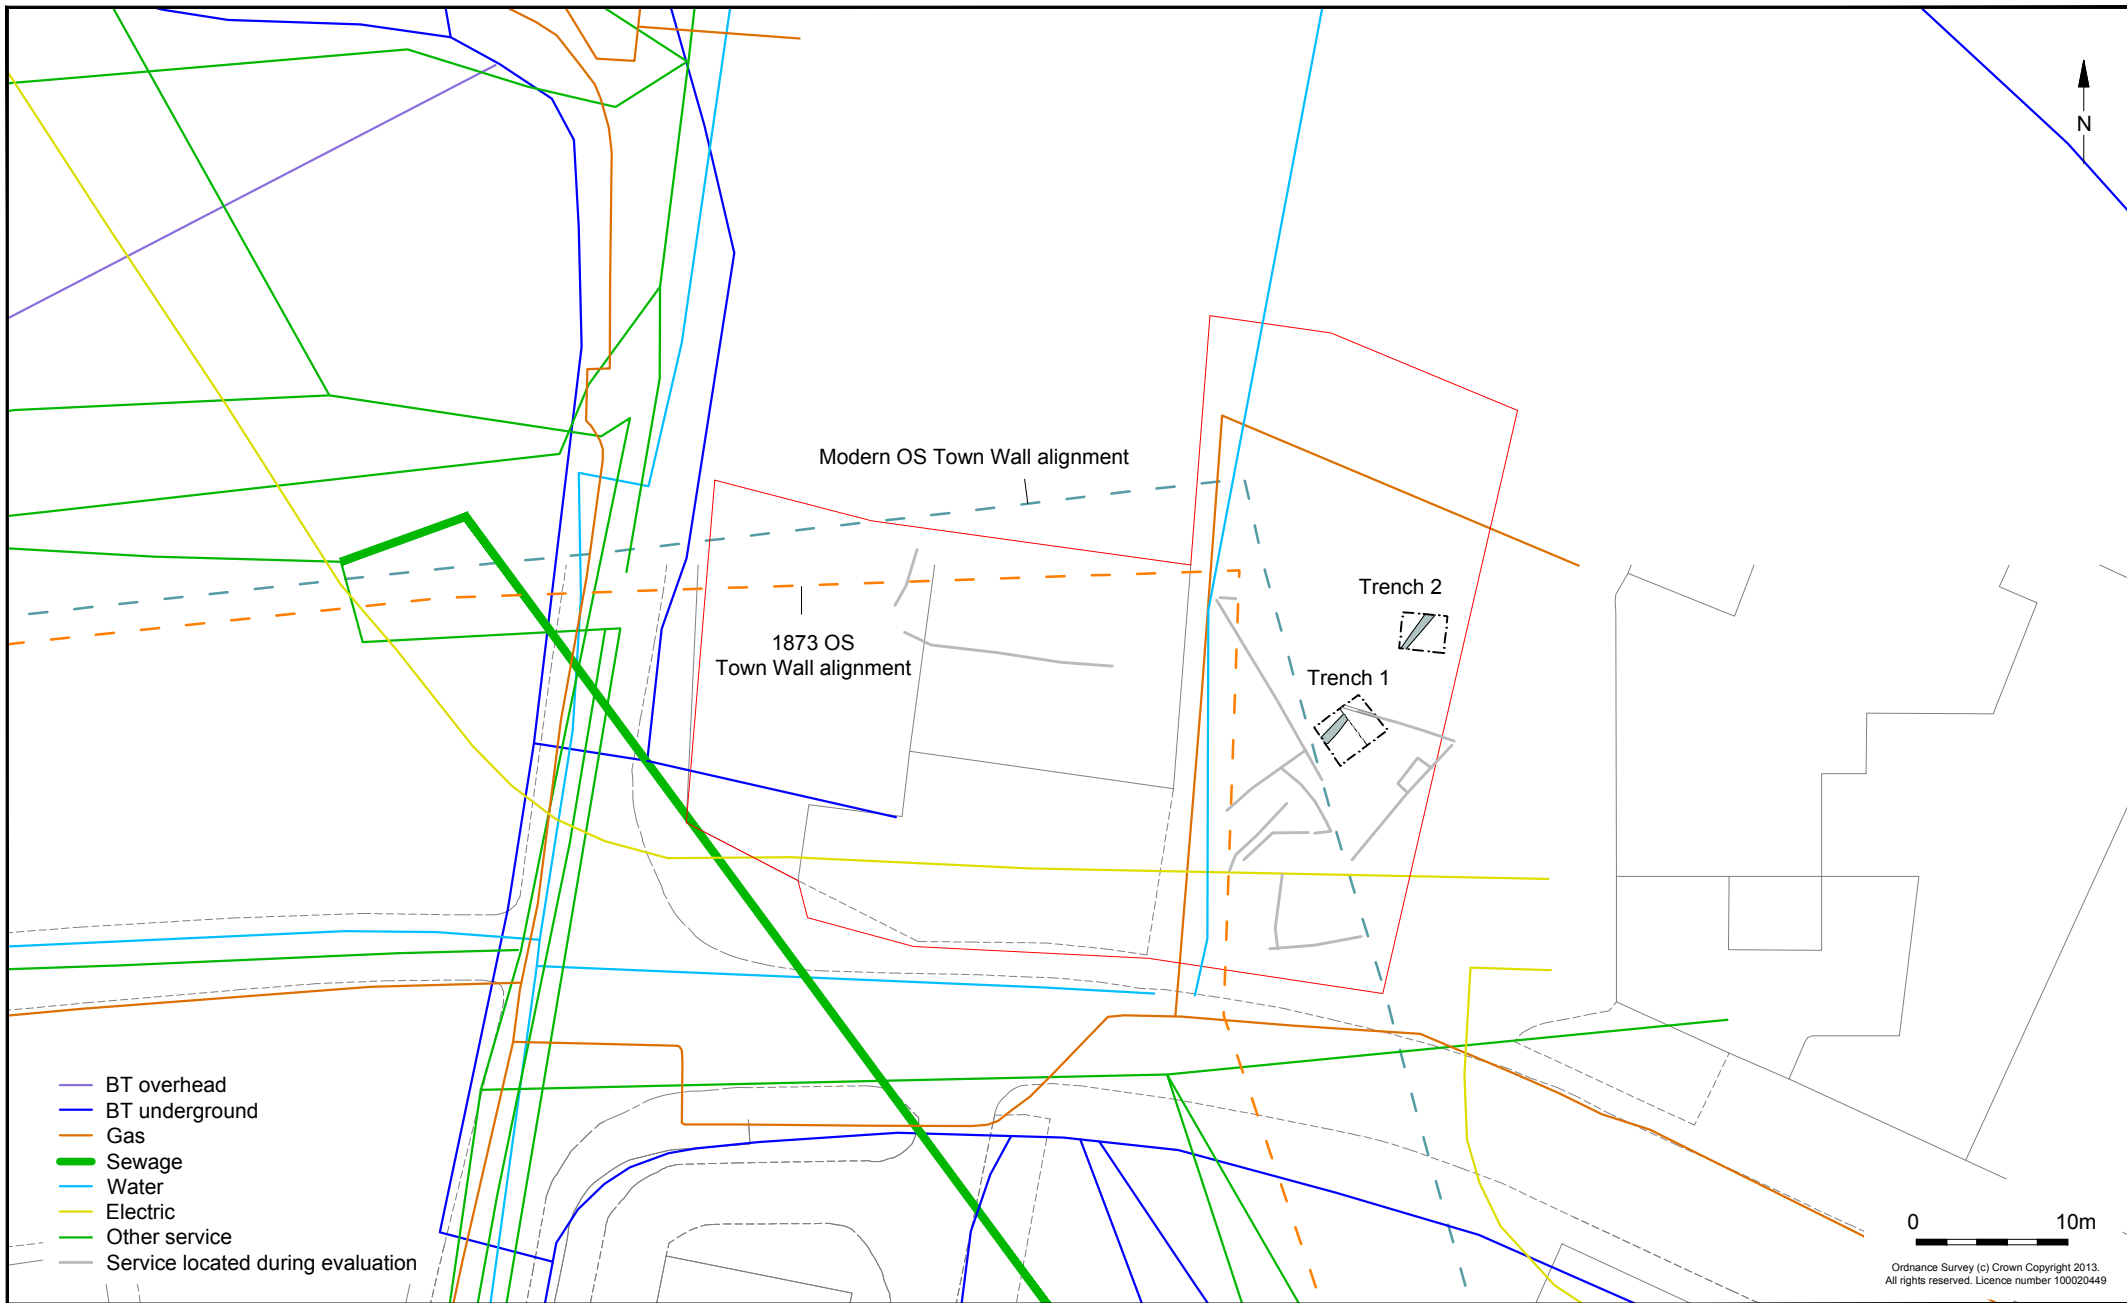 N
Modern OS Town Wall alignment
Trench 2
1873 OS
Town Wall alignment
Trench 1
BT overhead
BT underground
Gas
Sewage
Water
Electric
Other service
Service located during evaluation
0 10m
Ordnance Survey (c) Crown Copyright 2013.
All rights reserved. Licence number 100020449